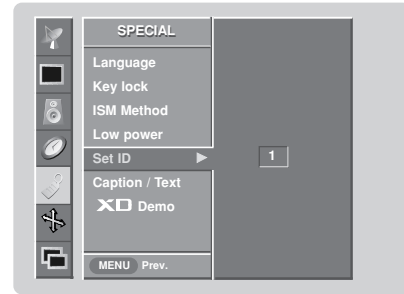 SPECIAL
Language
Key lock
ISM Method
Low power
Set ID ▶ 1
Caption / Text
XD Demo
MENU Prev.